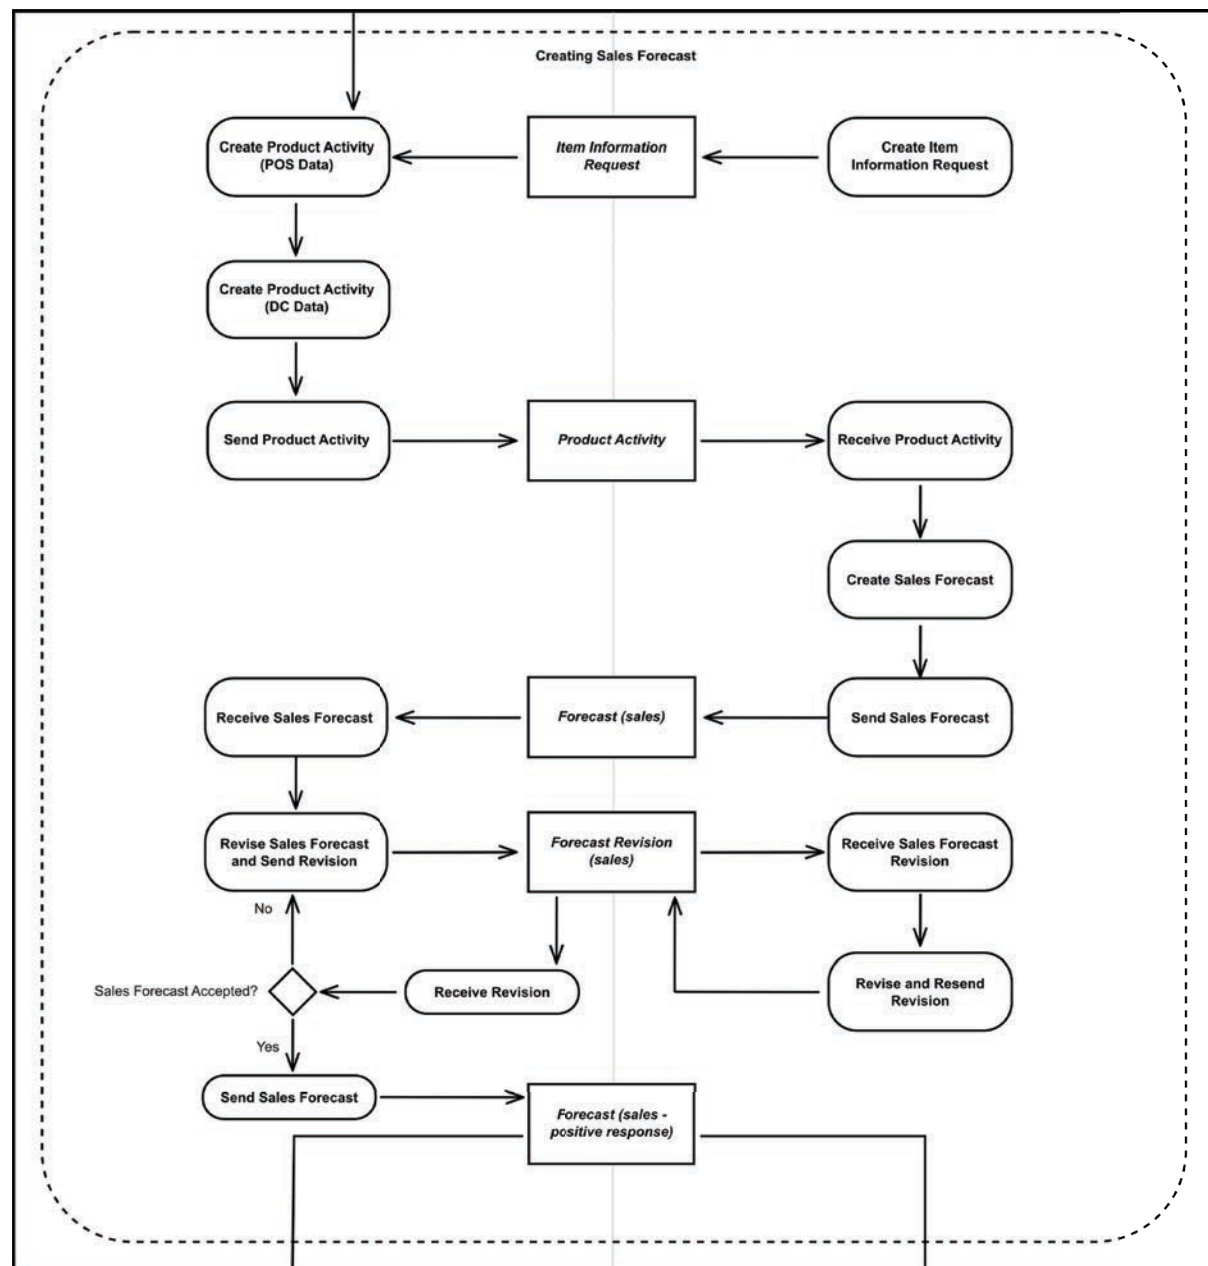 Creating Sales Forecast
Create Product Activity
(POS Data)
Item Information
Request
Create Item
Information Request
Create Product Activity
(DC Data)
Send Product Activity
Product Activity
Receive Product Activity
Create Sales Forecast
Receive Sales Forecast
Forecast (sales)
Send Sales Forecast
Revise Sales Forecast
and Send Revision
Forecast Revision
(sales)
Receive Sales Forecast
Revision
No
Sales Forecast Accepted?
Receive Revision
Revise and Resend
Revision
Yes
Send Sales Forecast
Forecast (sales -
positive response)